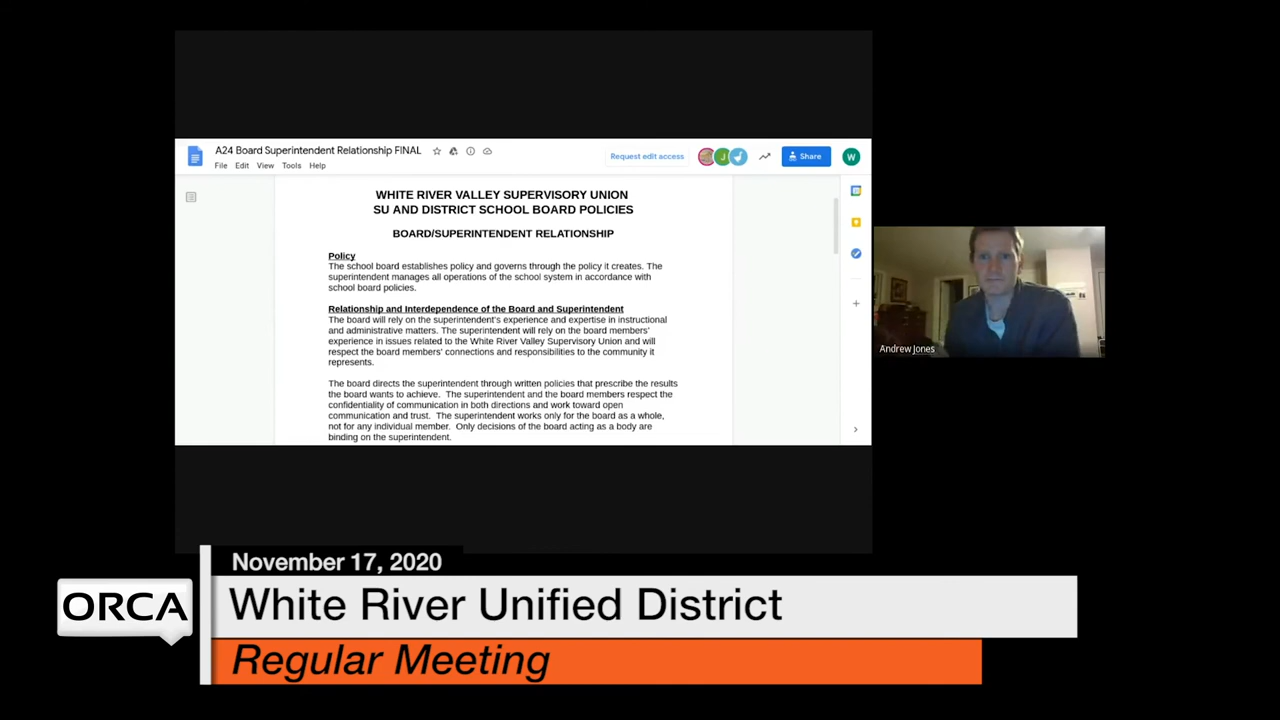 A24 Board Superintendent Relationship FINAL
File Edit View Tools Help
Request edit access
J
Share
W
WHITE RIVER VALLEY SUPERVISORY UNION
SU AND DISTRICT SCHOOL BOARD POLICIES
BOARD/SUPERINTENDENT RELATIONSHIP
Policy
The school board establishes policy and governs through the policy it creates. The
superintendent manages all operations of the school system in accordance with
school board policies.
Relationship and Interdependence of the Board and Superintendent
The board will rely on the superintendent's experience and expertise in instructional
and administrative matters. The superintendent will rely on the board members'
experience in issues related to the White River Valley Supervisory Union and will
respect the board members' connections and responsibilities to the community it
represents.
The board directs the superintendent through written policies that prescribe the results
the board wants to achieve. The superintendent and the board members respect the
confidentiality of communication in both directions and work toward open
communication and trust. The superintendent works only for the board as a whole,
not for any individual member. Only decisions of the board acting as a body are
binding on the superintendent.
Andrew Jones
November 17, 2020
ORCA
White River Unified District
Regular Meeting